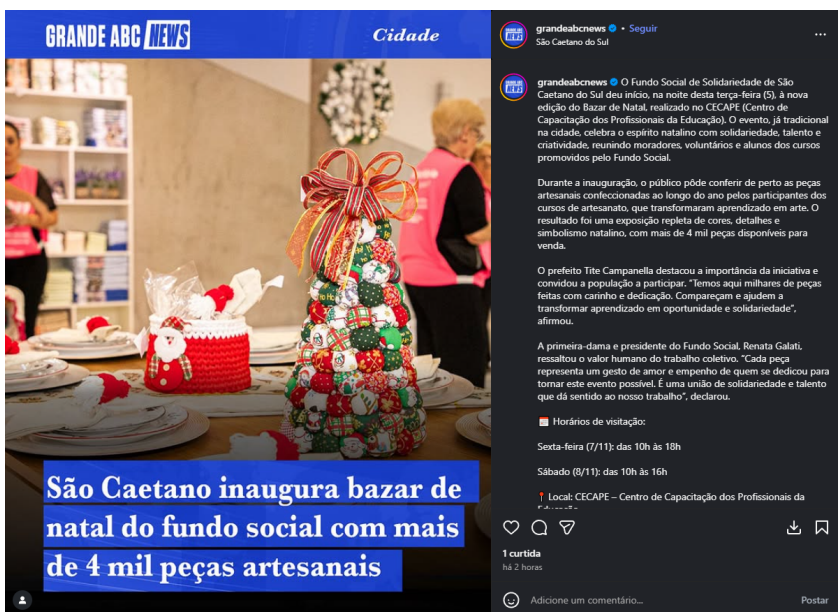 GRANDE ABC NEWS
Cidade
São Caetano inaugura bazar de
natal do fundo social com mais
de 4 mil peças artesanais
grandeabcnews • Seguir
São Caetano do Sul
grandeabcnews O Fundo Social de Solidariedade de São
Caetano do Sul deu início, na noite desta terça-feira (5), à nova
edição do Bazar de Natal, realizado no CECAPE (Centro de
Capacitação dos Profissionais da Educação). O evento, já tradicional
na cidade, celebra o espírito natalino com solidariedade, talento e
criatividade, reunindo moradores, voluntários e alunos dos cursos
promovidos pelo Fundo Social.
Durante a inauguração, o público pôde conferir de perto as peças
artesanais confeccionadas ao longo do ano pelos participantes dos
cursos de artesanato, que transformaram aprendizado em arte. O
resultado foi uma exposição repleta de cores, detalhes e
simbolismo natalino, com mais de 4 mil peças disponíveis para
venda.
O prefeito Tite Campanella destacou a importância da iniciativa e
convidou a população a participar. “Temos aqui milhares de peças
feitas com carinho e dedicação. Compareçam e ajudem a
transformar aprendizado em oportunidade e solidariedade”,
afirmou.
A primeira-dama e presidente do Fundo Social, Renata Galati,
ressaltou o valor humano do trabalho coletivo. “Cada peça
representa um gesto de amor e empenho de quem se dedicou para
tornar este evento possível. É uma união de solidariedade e talento
que dá sentido ao nosso trabalho”, declarou.
Horários de visitação:
Sexta-feira (7/11): das 10h às 18h
Sábado (8/11): das 10h às 16h
Local: CECAPE – Centro de Capacitação dos Profissionais da
Educação
1 curtida
há 2 horas
Adicione um comentário...
Postar